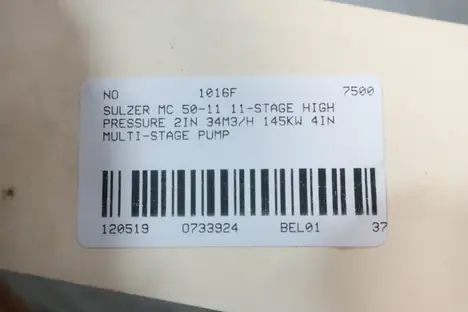 NO 1016F 7500
SULZER MC 50-11 11-STAGE HIGH
PRESSURE 2IN 34M3/H 145KW 4IN
MULTI-STAGE PUMP
120519 0733924 BEL01 37